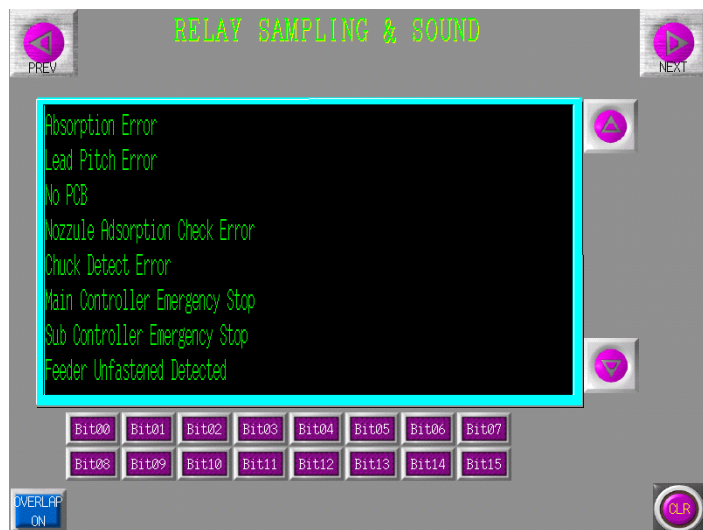 RELAY SAMPLING & SOUND
PREV
NEXT
Absorption Error
Lead Pitch Error
No PCB
Nozzule Adsorption Check Error
Chuck Detect Error
Main Controller Emergency Stop
Sub Controller Emergency Stop
Feeder Unfastened Detected
Bit00 Bit01 Bit02 Bit03 Bit04 Bit05 Bit06 Bit07
Bit08 Bit09 Bit10 Bit11 Bit12 Bit13 Bit14 Bit15
OVERLAP
ON
CLR